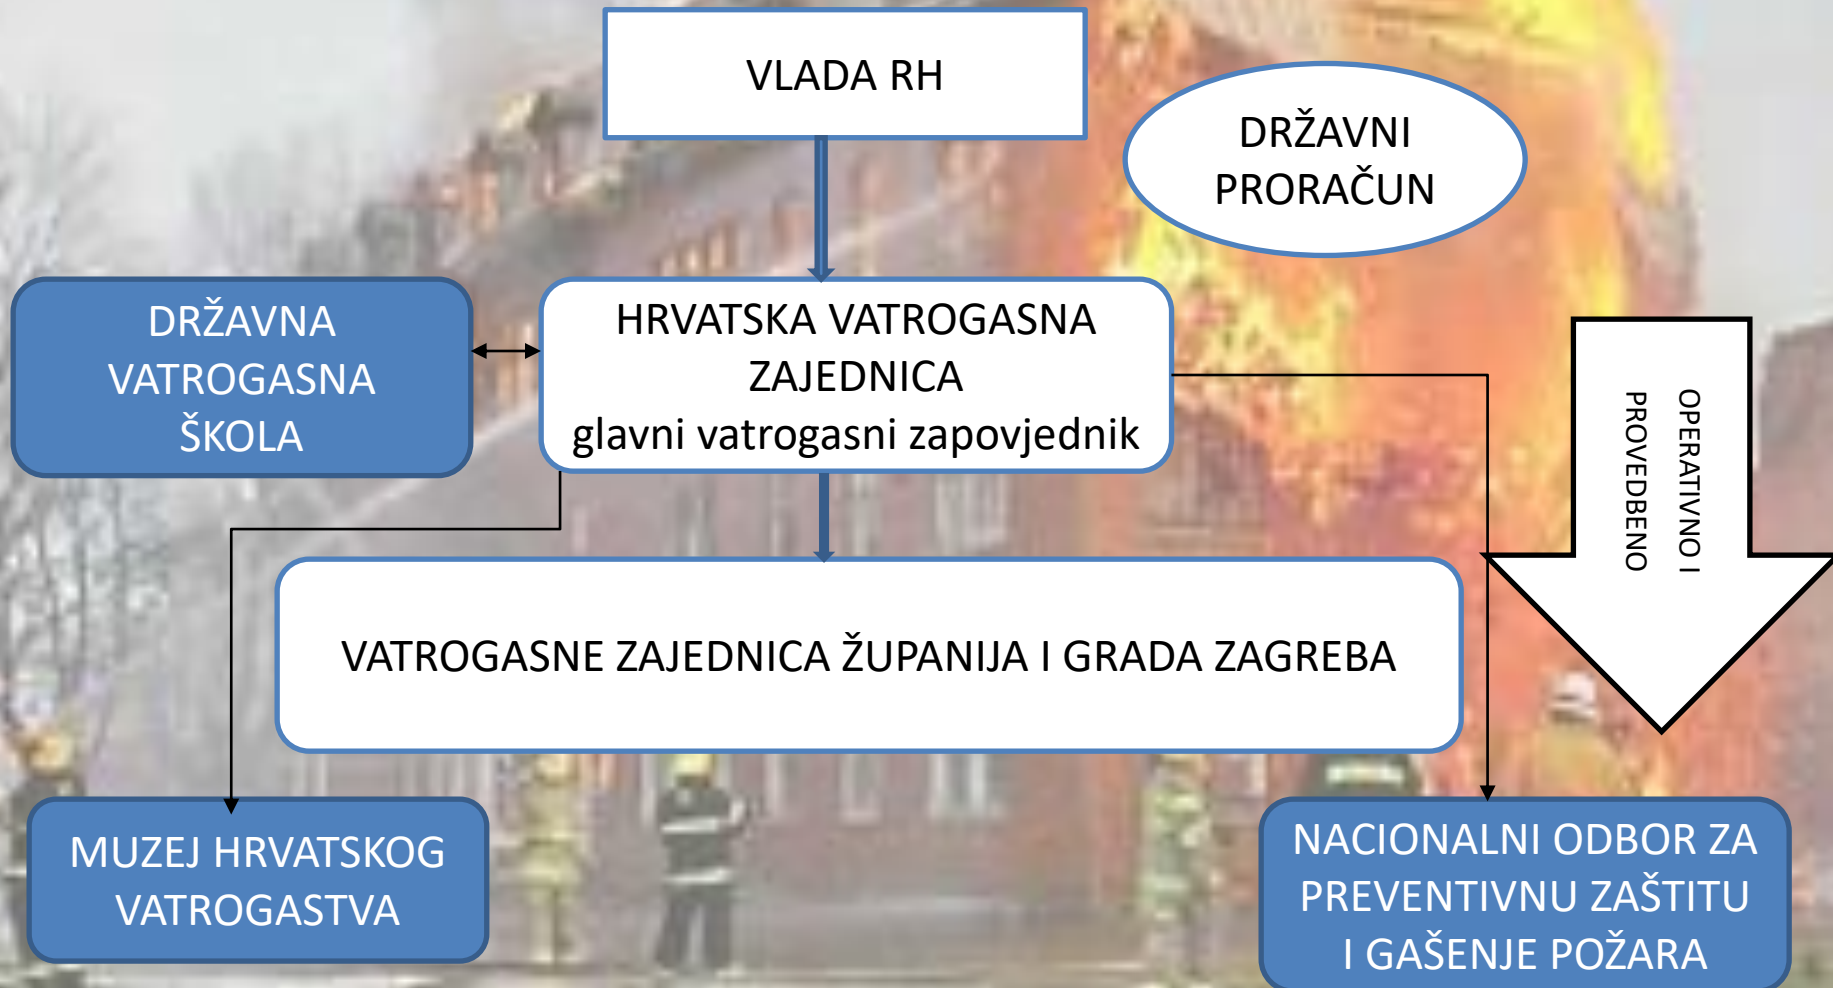 VLADA RH
DRŽAVNI
PRORAČUN
DRŽAVNA
VATROGASNA
ŠKOLA
HRVATSKA VATROGASNA
ZAJEDNICA
glavni vatrogasni zapovjednik
OPERATIVNO I
PROVEDBENO
VATROGASNE ZAJEDNICA ŽUPANIJA I GRADA ZAGREBA
MUZEJ HRVATSKOG
VATROGASTVA
NACIONALNI ODBOR ZA
PREVENTIVNU ZAŠTITU
I GAŠENJE POŽARA